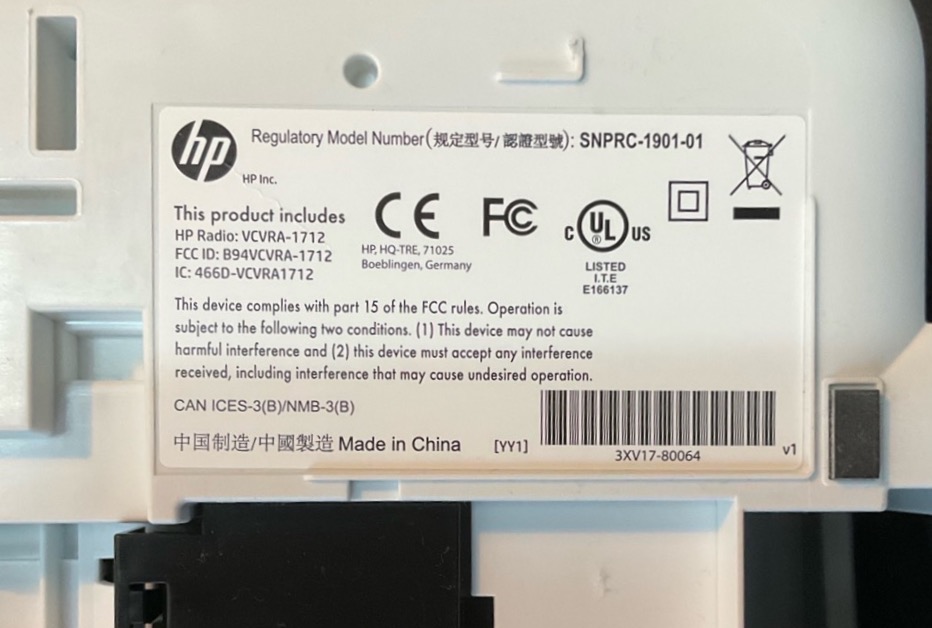 hp
Regulatory Model Number(规定型号/ 認證型號): SNPRC-1901-01
HP Inc.
This product includes
HP Radio: VCVRA-1712
FCC ID: B94VCVRA-1712
IC: 466D-VCVRA1712
CE
HP, HQ-TRE, 71025
Boeblingen, Germany
FC
C UL ® US
LISTED
I.T.E
E166137
This device complies with part 15 of the FCC rules. Operation is
subject to the following two conditions. (1) This device may not cause
harmful interference and (2) this device must accept any interference
received, including interference that may cause undesired operation.
CAN ICES-3(B)/NMB-3(B)
中国制造/中國製造 Made in China [YY1]
3XV17-80064
v1